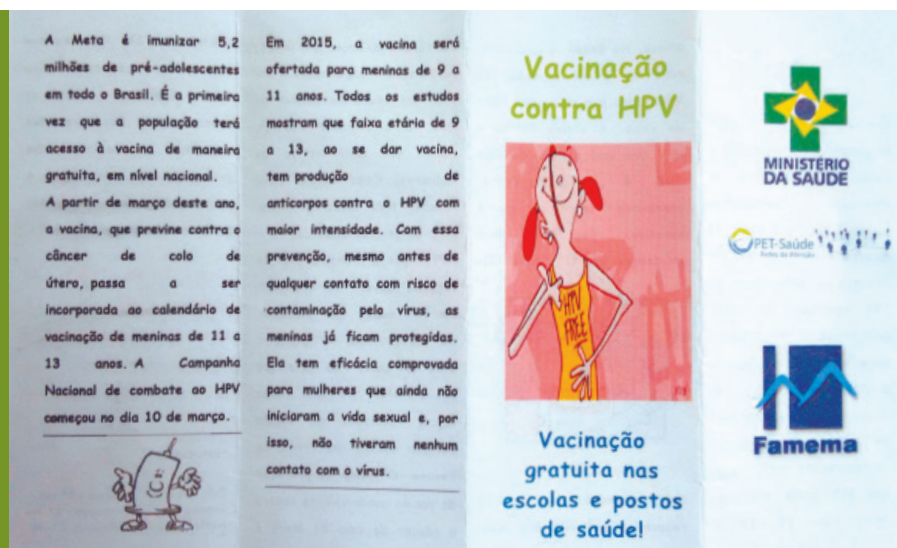 A Meta é imunizar 5,2
milhões de pré-adolescentes
em todo o Brasil. É a primeira
vez que a população terá
acesso à vacina de maneira
gratuita, em nível nacional.
A partir de março deste ano,
a vacina, que previne contra o
câncer de colo de
útero, passa a ser
incorporada ao calendário de
vacinação de meninas de 11 a
13 anos. A Campanha
Nacional de combate ao HPV
começou no dia 10 de março.
Em 2015, a vacina será
ofertada para meninas de 9 a
11 anos. Todos os estudos
mostram que faixa etária de 9
a 13, ao se dar vacina,
tem produção de
anticorpos contra o HPV com
maior intensidade. Com essa
prevenção, mesmo antes de
qualquer contato com risco de
contaminação pelo vírus, as
meninas já ficam protegidas.
Ela tem eficácia comprovada
para mulheres que ainda não
iniciaram a vida sexual e, por
isso, não tiveram nenhum
contato com o vírus.
Vacinação
contra HPV
HPV
FREE
Vacinação
gratuita nas
escolas e postos
de saúde!
MINISTÉRIO
DA SAÚDE
PET-Saúde
Redes de Atenção
Famema